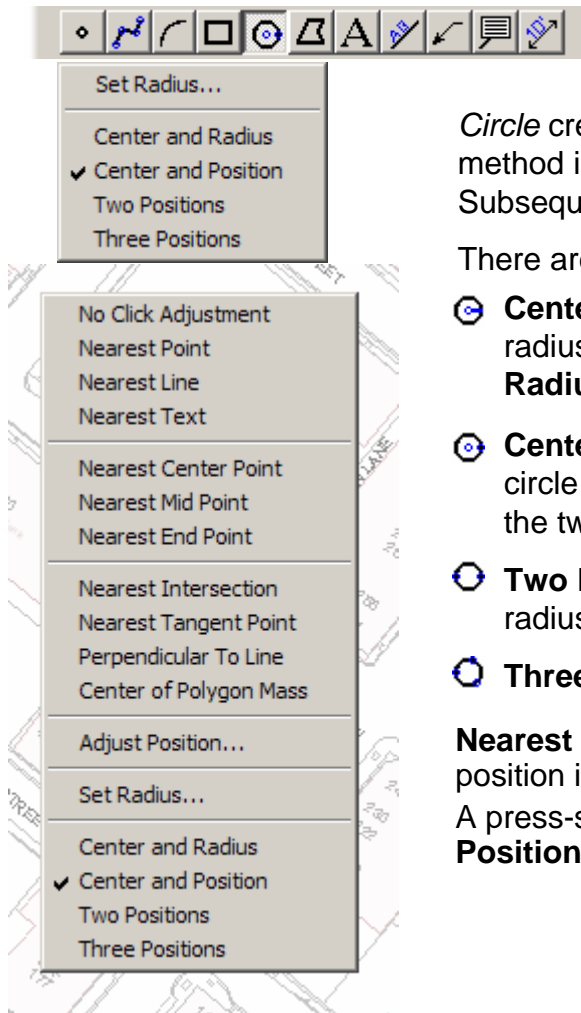 A
Set Radius...
Center and Radius
Center and Position
Two Positions
Three Positions
No Click Adjustment
Nearest Point
Nearest Line
Nearest Text
Nearest Center Point
Nearest Mid Point
Nearest End Point
Nearest Intersection
Nearest Tangent Point
Perpendicular To Line
Center of Polygon Mass
Adjust Position...
Set Radius...
Center and Radius
Center and Position
Two Positions
Three Positions
LANE
Circle cre
method i
Subsequ
There are
Cente
radius
Radiu
Cente
circle
the tw
Two
radius
Three
Nearest
position i
A press-s
Position